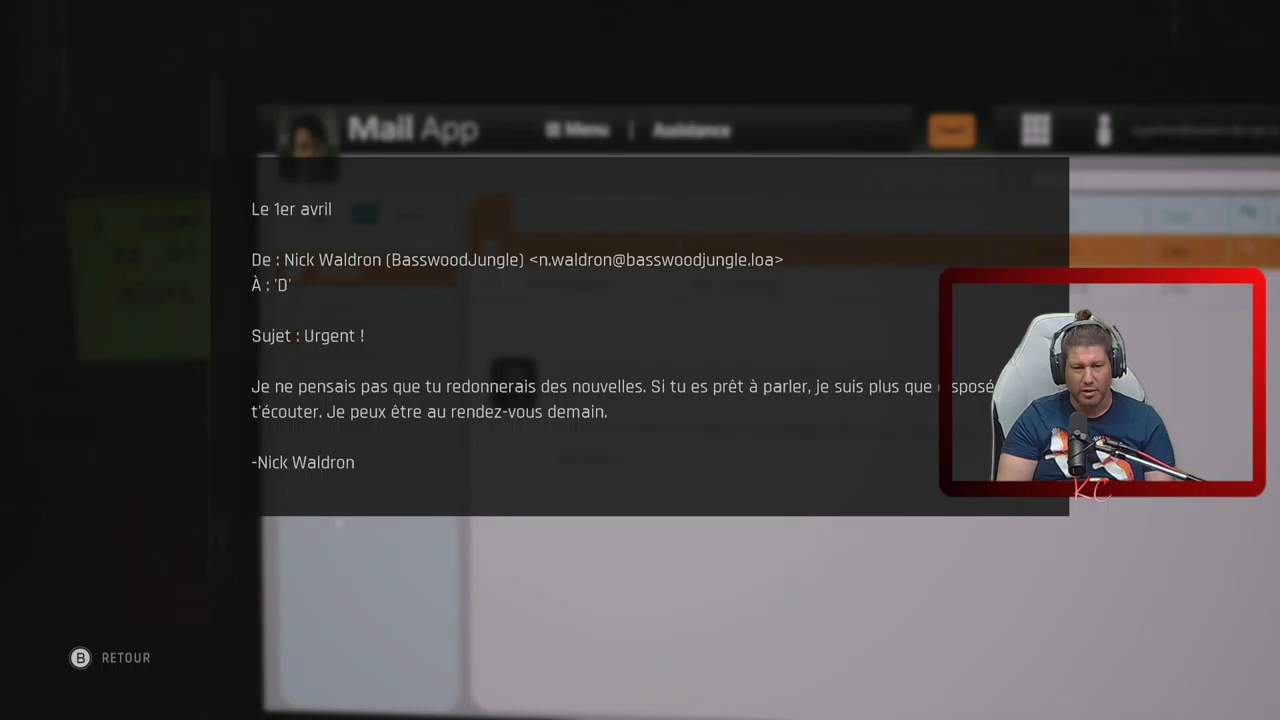 Mail App
Menu | Assistance
Le 1er avril
De : Nick Waldron (BasswoodJungle) <n.waldron@basswoodjungle.loa>
À : 'D'
Sujet : Urgent !
Je ne pensais pas que tu redonnerais des nouvelles. Si tu es prêt à parler, je suis plus que disposé
t'écouter. Je peux être au rendez-vous demain.
-Nick Waldron
KC
B RETOUR